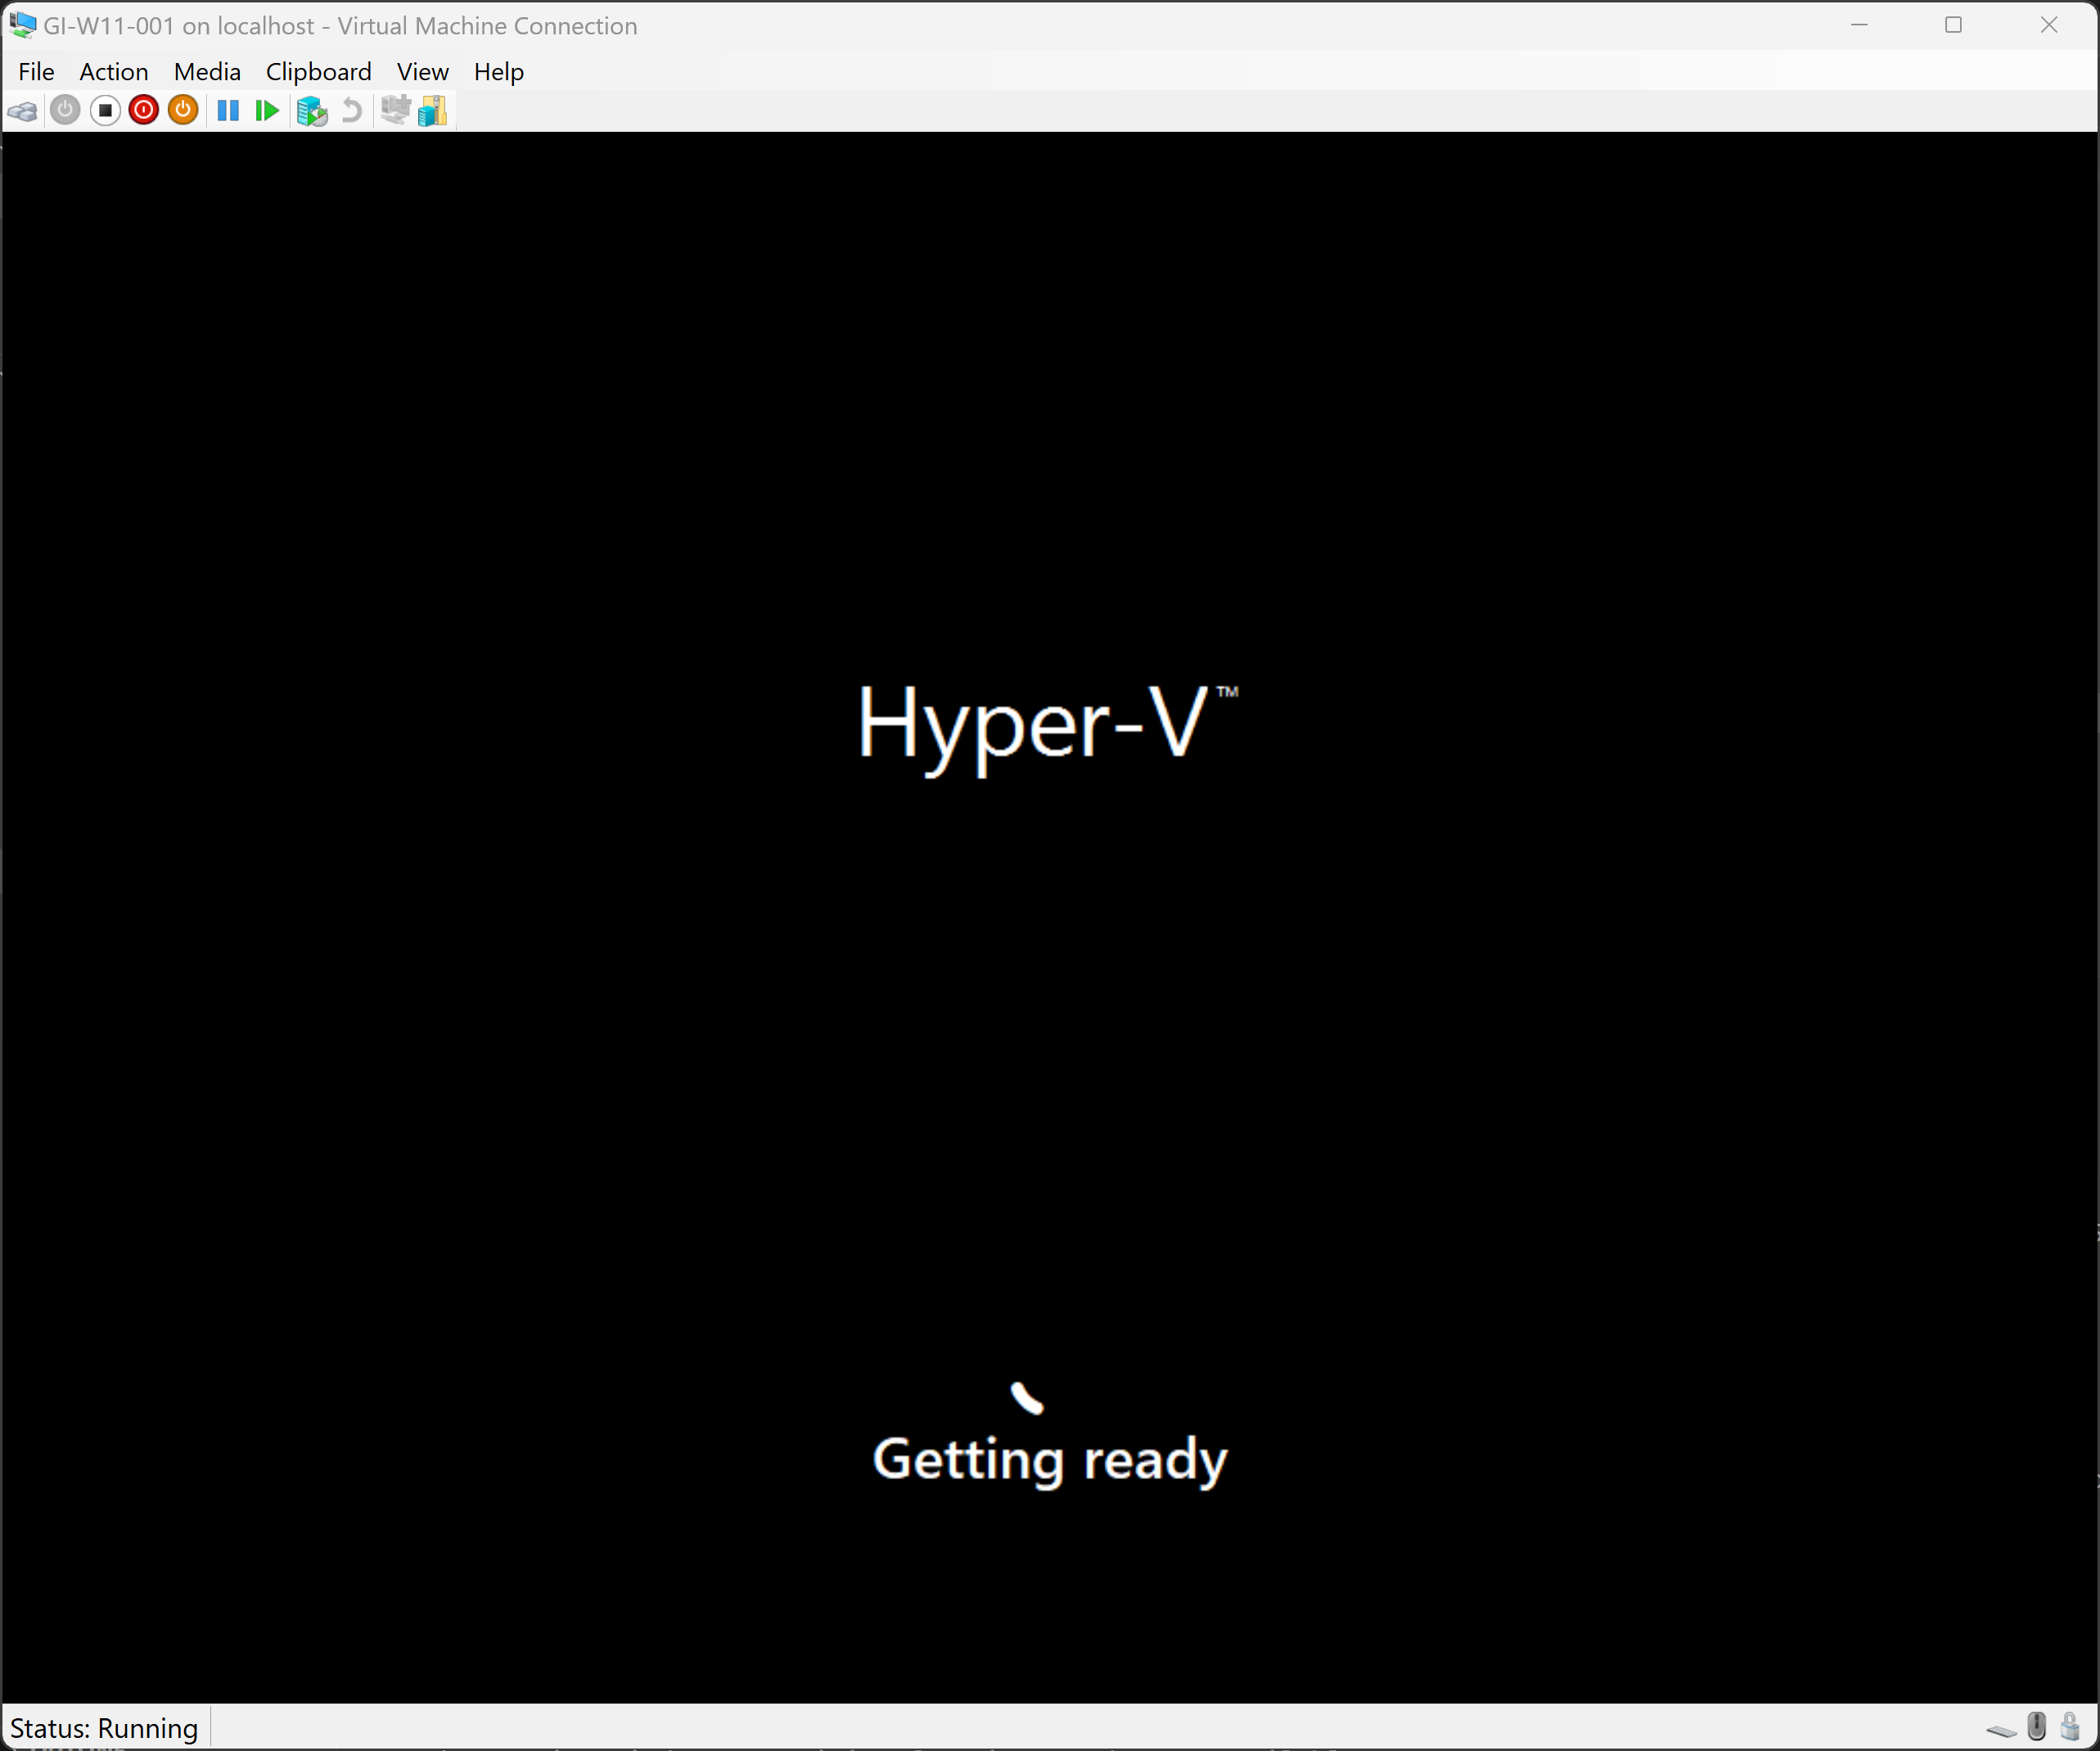 GI-W11-001 on localhost - Virtual Machine Connection
File Action Media Clipboard View Help
Hyper-V™
Getting ready
Status: Running